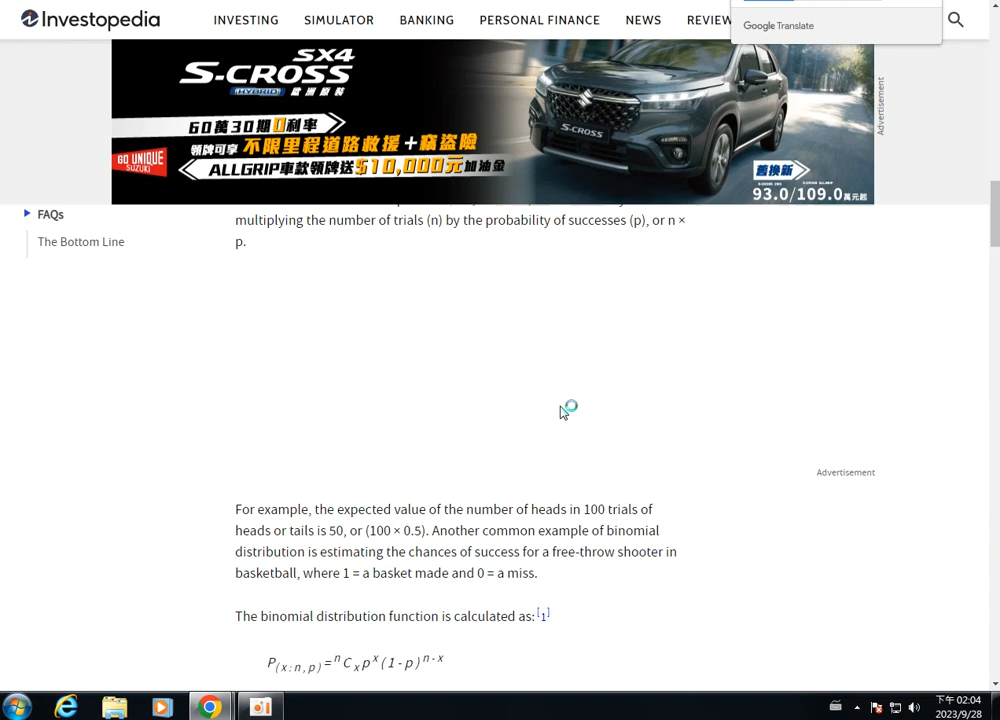 Investopedia
INVESTING SIMULATOR BANKING PERSONAL FINANCE NEWS REVIEW
Google Translate
SX4
S-CROSS
HYBRID 歐洲原裝
60萬30期0利率
領牌可享 不限里程道路救援+竊盜險
GO UNIQUE
SUZUKI
ALLGRIP車款領牌送$10,000元加油金
S-CROSS
舊換新
93.0/109.0萬元起
Advertisement
FAQs
The Bottom Line
multiplying the number of trials (n) by the probability of successes (p), or n ×
p.
Advertisement
For example, the expected value of the number of heads in 100 trials of
heads or tails is 50, or (100 × 0.5). Another common example of binomial
distribution is estimating the chances of success for a free-throw shooter in
basketball, where 1 = a basket made and 0 = a miss.
The binomial distribution function is calculated as:[1]
P(x:n,p) = nCx p^x (1-p)^n-x
下午 02:04
2023/9/28